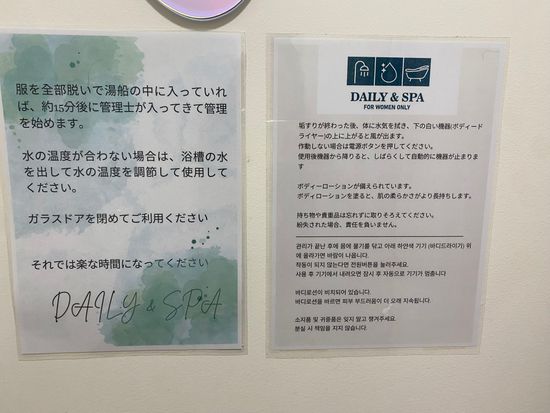 服を全部脱いで湯船の中に入っていれ
ば、約15分後に管理士が入ってきて管理
を始めます。
水の温度が合わない場合は、浴槽の水
を出して水の温度を調節して使用して
ください。
ガラスドアを閉めてご利用ください
それでは楽な時間になってください
DAILY & SPA
DAILY & SPA
FOR WOMEN ONLY
垢すりが終わった後、体に水気を拭き、下の白い機器(ボディード
ライヤー)の上に上がると風が出ます。
作動しない場合は電源ボタンを押してください。
使用後機器から降りると、しばらくして自動的に機器が止まりま
す
ボディーローションが備えられています。
ボディローションを塗ると、肌の柔らかさがより長持ちします。
持ち物や貴重品は忘れずに取りそろえてください。
紛失された場合、責任を負いません。
관리가 끝난 후에 몸에 물기를 닦고 아래 하얀색 기기 (바디드라이기) 위
에 올라가면 바람이 나옵니다.
작동이 되지 않는다면 전원버튼을 눌러주세요.
사용 후 기기에서 내려오면 잠시 후 자동으로 기기가 멈춥니다
바디로션이 비치되어 있습니다.
바디로션을 바르면 피부 부드러움이 더 오래 지속됩니다.
소지품 및 귀중품은 잊지 말고 챙겨주세요.
분실 시 책임을 지지 않습니다.